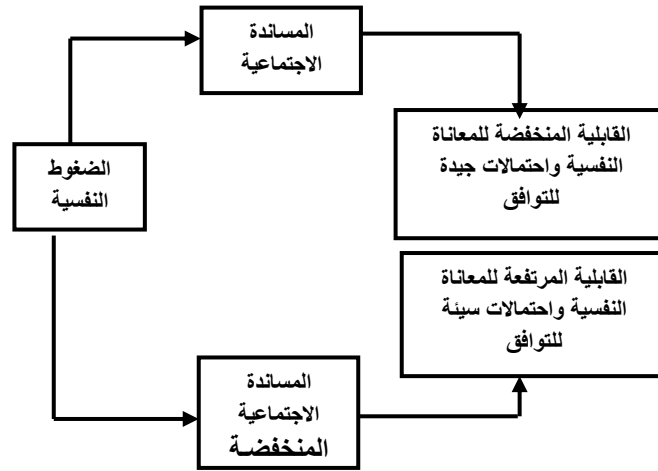 المساندة
الاجتماعية
القابلية المنخفضة للمعاناة
النفسية واحتمالات جيدة
للتوافق
الضغوط
النفسية
القابلية المرتفعة للمعاناة
النفسية واحتمالات سيئة
للتوافق
المساندة
الاجتماعية
المنخفضة